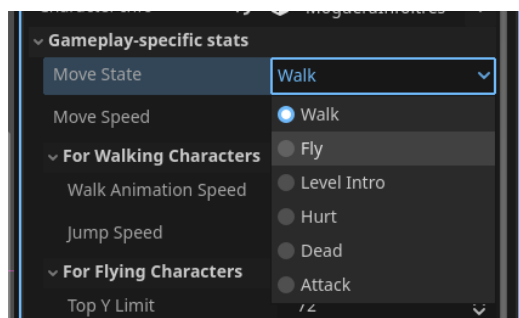 Gameplay-specific stats
Move State
Walk
Move Speed
Walk
Fly
Level Intro
Hurt
Dead
Attack
For Walking Characters
Walk Animation Speed
Jump Speed
For Flying Characters
Top Y Limit
72